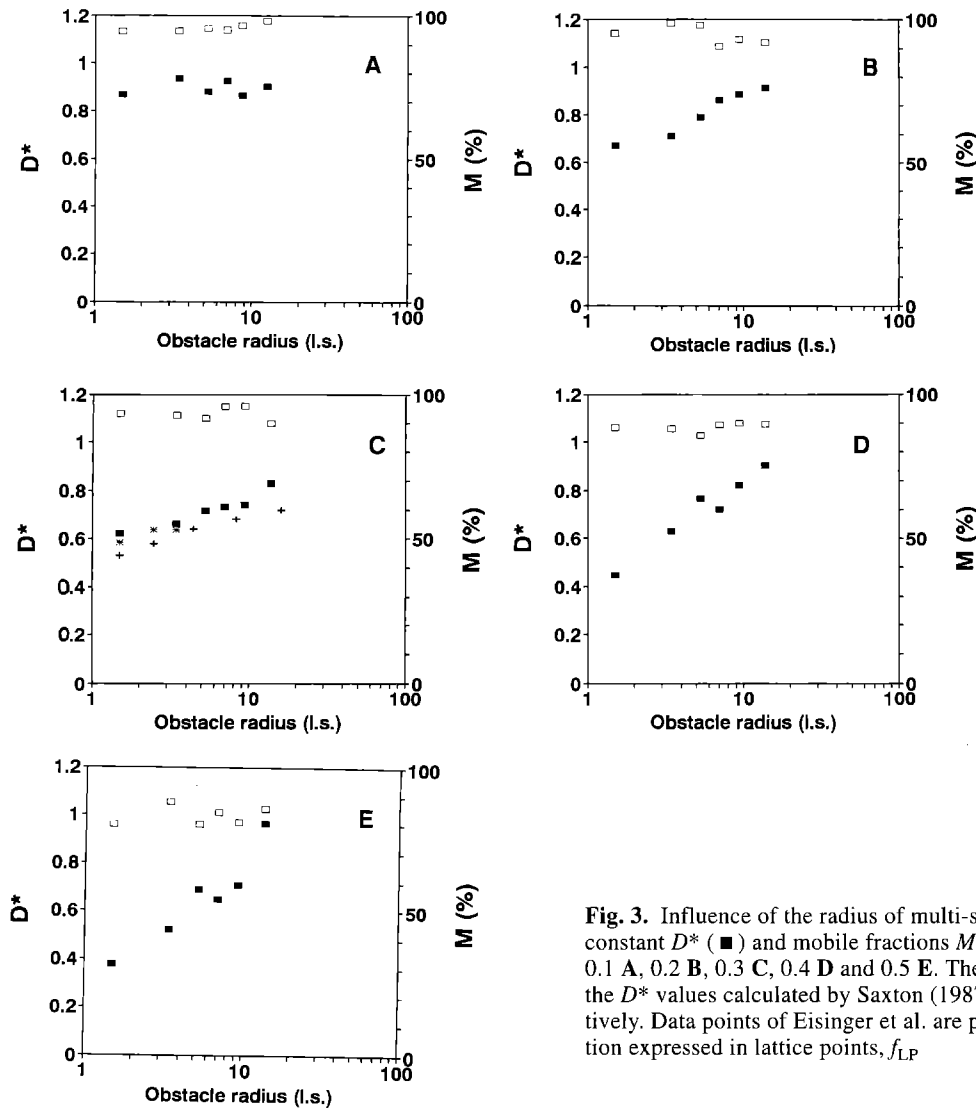 1.2
1
0.8
0.6
0.4
0.2
0
D*
A
100
50
0
M (%)
1 10 100
Obstacle radius (l.s.)
1.2
1
0.8
0.6
0.4
0.2
0
D*
B
100
50
0
M (%)
1 10 100
Obstacle radius (l.s.)
1.2
1
0.8
0.6
0.4
0.2
0
D*
C
100
50
0
M (%)
1 10 100
Obstacle radius (l.s.)
1.2
1
0.8
0.6
0.4
0.2
0
D*
D
100
50
0
M (%)
1 10 100
Obstacle radius (l.s.)
1.2
1
0.8
0.6
0.4
0.2
0
D*
E
100
50
0
M (%)
1 10 100
Obstacle radius (l.s.)
Fig. 3. Influence of the radius of multi-s
constant D* (■) and mobile fractions M
0.1 A, 0.2 B, 0.3 C, 0.4 D and 0.5 E. The
the D* values calculated by Saxton (198
tively. Data points of Eisinger et al. are p
tion expressed in lattice points, fLP